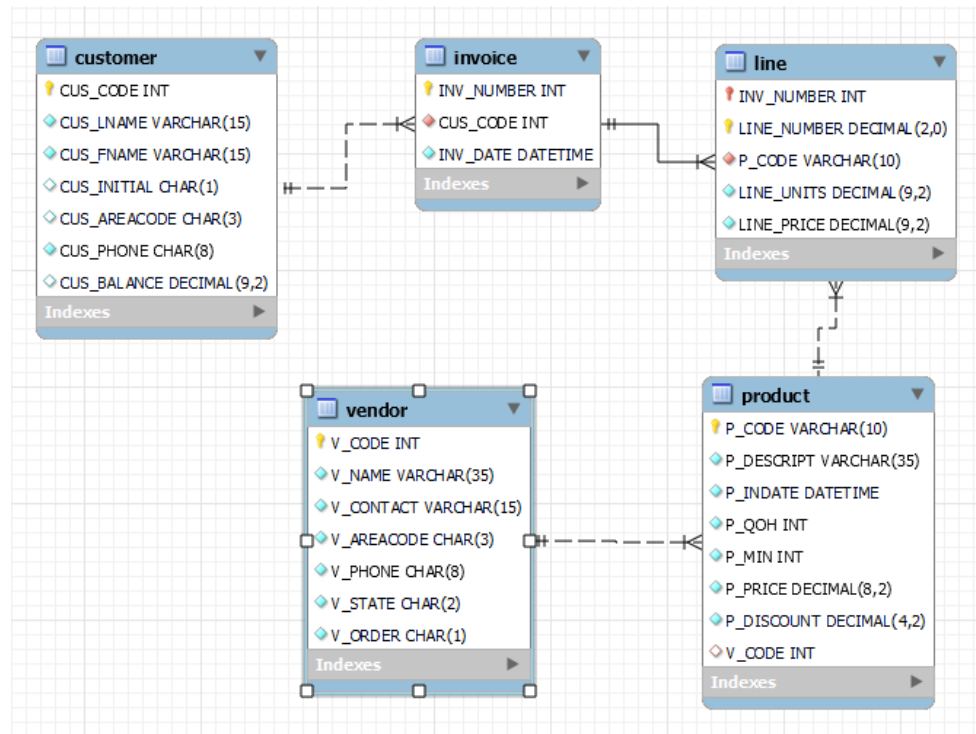 customer
CUS_CODE INT
CUS_LNAME VARCHAR(15)
CUS_FNAME VARCHAR(15)
CUS_INITIAL CHAR(1)
CUS_AREACODE CHAR(3)
CUS_PHONE CHAR(8)
CUS_BALANCE DECIMAL(9,2)
Indexes
invoice
INV_NUMBER INT
CUS_CODE INT
INV_DATE DATETIME
Indexes
line
INV_NUMBER INT
LINE_NUMBER DECIMAL(2,0)
P_CODE VARCHAR(10)
LINE_UNITS DECIMAL(9,2)
LINE_PRICE DECIMAL(9,2)
Indexes
vendor
V_CODE INT
V_NAME VARCHAR(35)
V_CONTACT VARCHAR(15)
V_AREACODE CHAR(3)
V_PHONE CHAR(8)
V_STATE CHAR(2)
V_ORDER CHAR(1)
Indexes
product
P_CODE VARCHAR(10)
P_DESCRIPT VARCHAR(35)
P_INDATE DATETIME
P_QOH INT
P_MIN INT
P_PRICE DECIMAL(8,2)
P_DISCOUNT DECIMAL(4,2)
V_CODE INT
Indexes